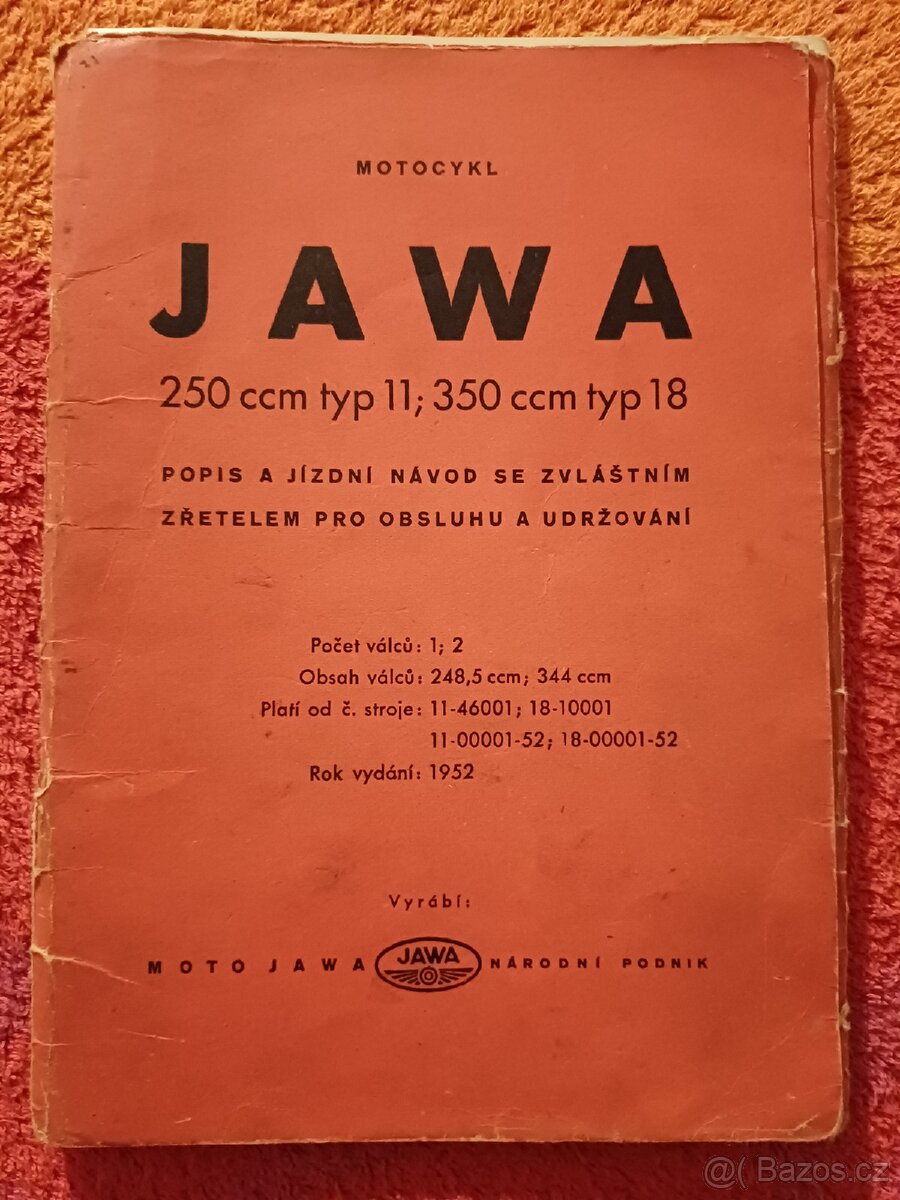 MOTOCYKL
JAWA
250 ccm typ 11; 350 ccm typ 18
POPIS A JÍZDNÍ NÁVOD SE ZVLÁŠTNÍM
ZŘETELEM PRO OBSLUHU A UDRŽOVÁNÍ
Počet válců: 1; 2
Obsah válců: 248,5 ccm; 344 ccm
Platí od č. stroje: 11-46001; 18-10001
11-00001-52; 18-00001-52
Rok vydání: 1952
Vyrábí:
MOTO JAWA JAWA NÁRODNÍ PODNIK
@( Bazos.cz